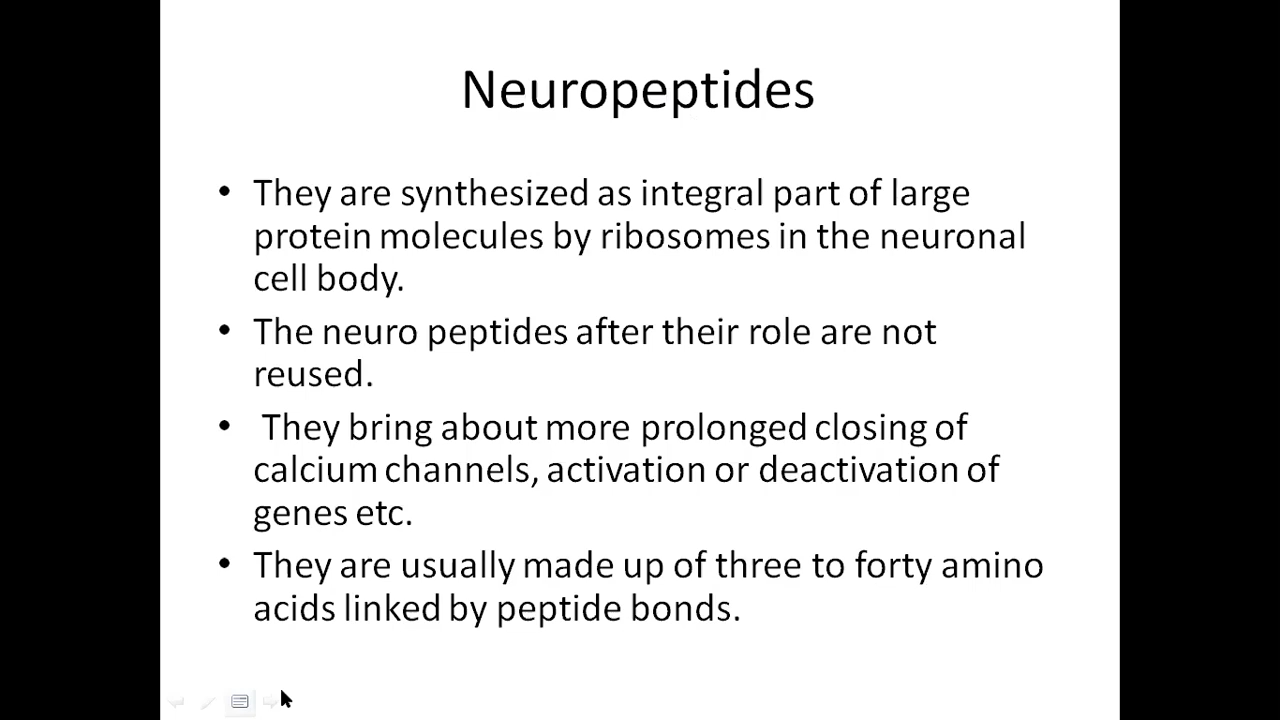 Neuropeptides
• They are synthesized as integral part of large
protein molecules by ribosomes in the neuronal
cell body.
• The neuro peptides after their role are not
reused.
• They bring about more prolonged closing of
calcium channels, activation or deactivation of
genes etc.
• They are usually made up of three to forty amino
acids linked by peptide bonds.